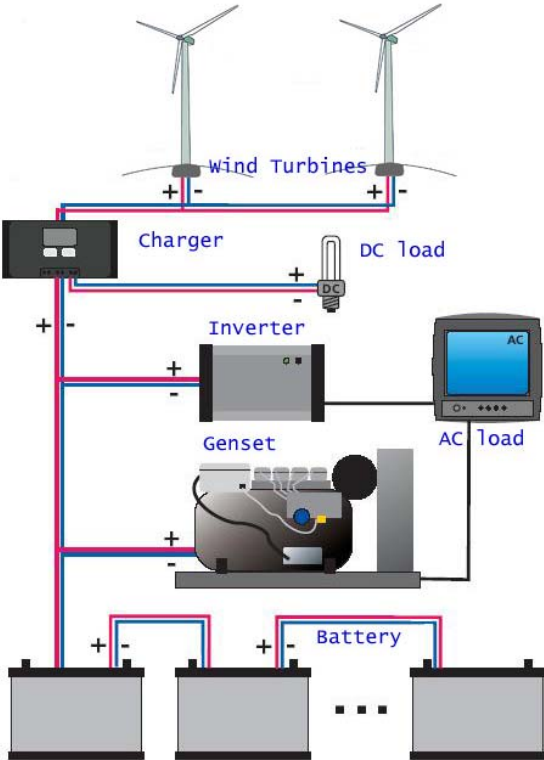 Wind Turbines
+ -
+ -
Charger
DC load
+
-
DC
+ -
Inverter
+
-
AC
AC load
Genset
+
-
Battery
+ -
+ -